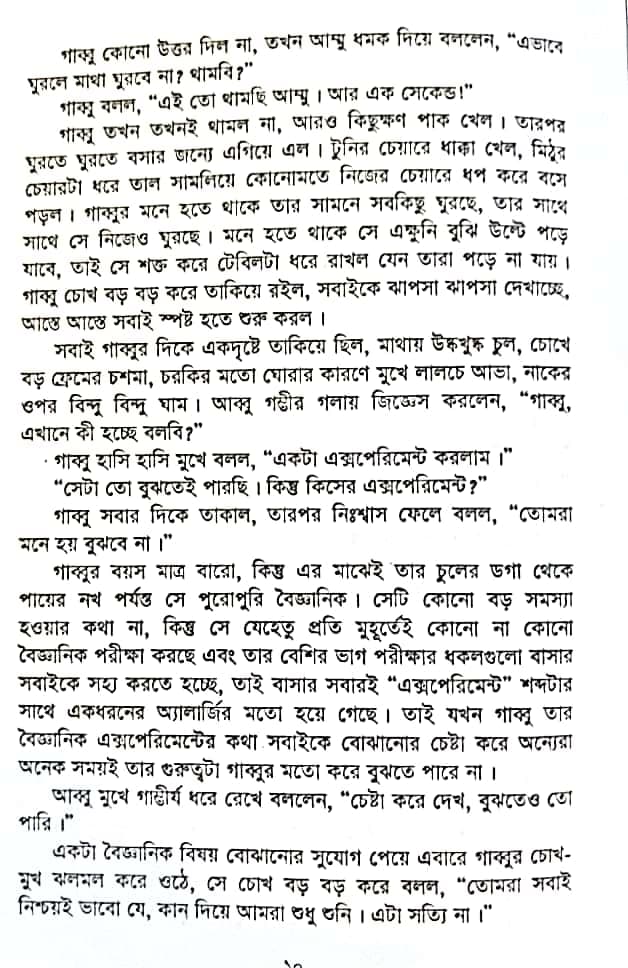 গাব্বু কোনো উত্তর দিল না, তখন আম্মু ধমক দিয়ে বললেন, “এভাবে
ঘুরলে মাথা ঘুরবে না? থামবি?”
গাব্বু বলল, “এই তো থামছি আম্মু। আর এক সেকেন্ড!”
গাব্বু তখন তখনই থামল না, আরও কিছুক্ষণ পাক খেল। তারপর
ঘুরতে ঘুরতে বসার জন্যে এগিয়ে এল। টুনির চেয়ারে ধাক্কা খেল, মিঠুর
চেয়ারটা ধরে তাল সামলিয়ে কোনোমতে নিজের চেয়ারে ধপ করে বসে
পড়ল। গাব্বুর মনে হতে থাকে তার সামনে সবকিছু ঘুরছে, তার সাথে
সাথে সে নিজেও ঘুরছে। মনে হতে থাকে সে এক্ষুনি বুঝি উল্টে পড়ে
যাবে, তাই সে শক্ত করে টেবিলটা ধরে রাখল যেন তারা পড়ে না যায়।
গাব্বু চোখ বড় বড় করে তাকিয়ে রইল, সবাইকে ঝাপসা ঝাপসা দেখাচ্ছে,
আস্তে আস্তে সবাই স্পষ্ট হতে শুরু করল।
সবাই গাব্বুর দিকে একদৃষ্টে তাকিয়ে ছিল, মাথায় উষ্কখুষ্ক চুল, চোখে
বড় ফ্রেমের চশমা, চরকির মতো ঘোরার কারণে মুখে লালচে আভা, নাকের
ওপর বিন্দু বিন্দু ঘাম। আব্বু গম্ভীর গলায় জিজ্ঞেস করলেন, “গাব্বু,
এখানে কী হচ্ছে বলবি?”
গাব্বু হাসি হাসি মুখে বলল, “একটা এক্সপেরিমেন্ট করলাম।”
“সেটা তো বুঝতেই পারছি। কিন্তু কিসের এক্সপেরিমেন্ট?”
গাব্বু সবার দিকে তাকাল, তারপর নিঃশ্বাস ফেলে বলল, “তোমরা
মনে হয় বুঝবে না।”
গাব্বুর বয়স মাত্র বারো, কিন্তু এর মাঝেই তার চুলের ডগা থেকে
পায়ের নখ পর্যন্ত সে পুরোপুরি বৈজ্ঞানিক। সেটি কোনো বড় সমস্যা
হওয়ার কথা না, কিন্তু সে যেহেতু প্রতি মুহূর্তেই কোনো না কোনো
বৈজ্ঞানিক পরীক্ষা করছে এবং তার বেশির ভাগ পরীক্ষার ধকলগুলো বাসার
সবাইকে সহ্য করতে হচ্ছে, তাই বাসার সবারই “এক্সপেরিমেন্ট” শব্দটার
সাথে একধরনের অ্যালার্জির মতো হয়ে গেছে। তাই যখন গাব্বু তার
বৈজ্ঞানিক এক্সপেরিমেন্টের কথা সবাইকে বোঝানোর চেষ্টা করে অন্যেরা
অনেক সময়ই তার গুরুত্বটা গাব্বুর মতো করে বুঝতে পারে না।
আব্বু মুখে গাম্ভীর্য ধরে রেখে বললেন, “চেষ্টা করে দেখ, বুঝতেও তো
পারি।”
একটা বৈজ্ঞানিক বিষয় বোঝানোর সুযোগ পেয়ে এবারে গাব্বুর চোখ-
মুখ ঝলমল করে ওঠে, সে চোখ বড় বড় করে বলল, “তোমরা সবাই
নিশ্চয়ই ভাবো যে, কান দিয়ে আমরা শুধু শুনি। এটা সত্যি না।”